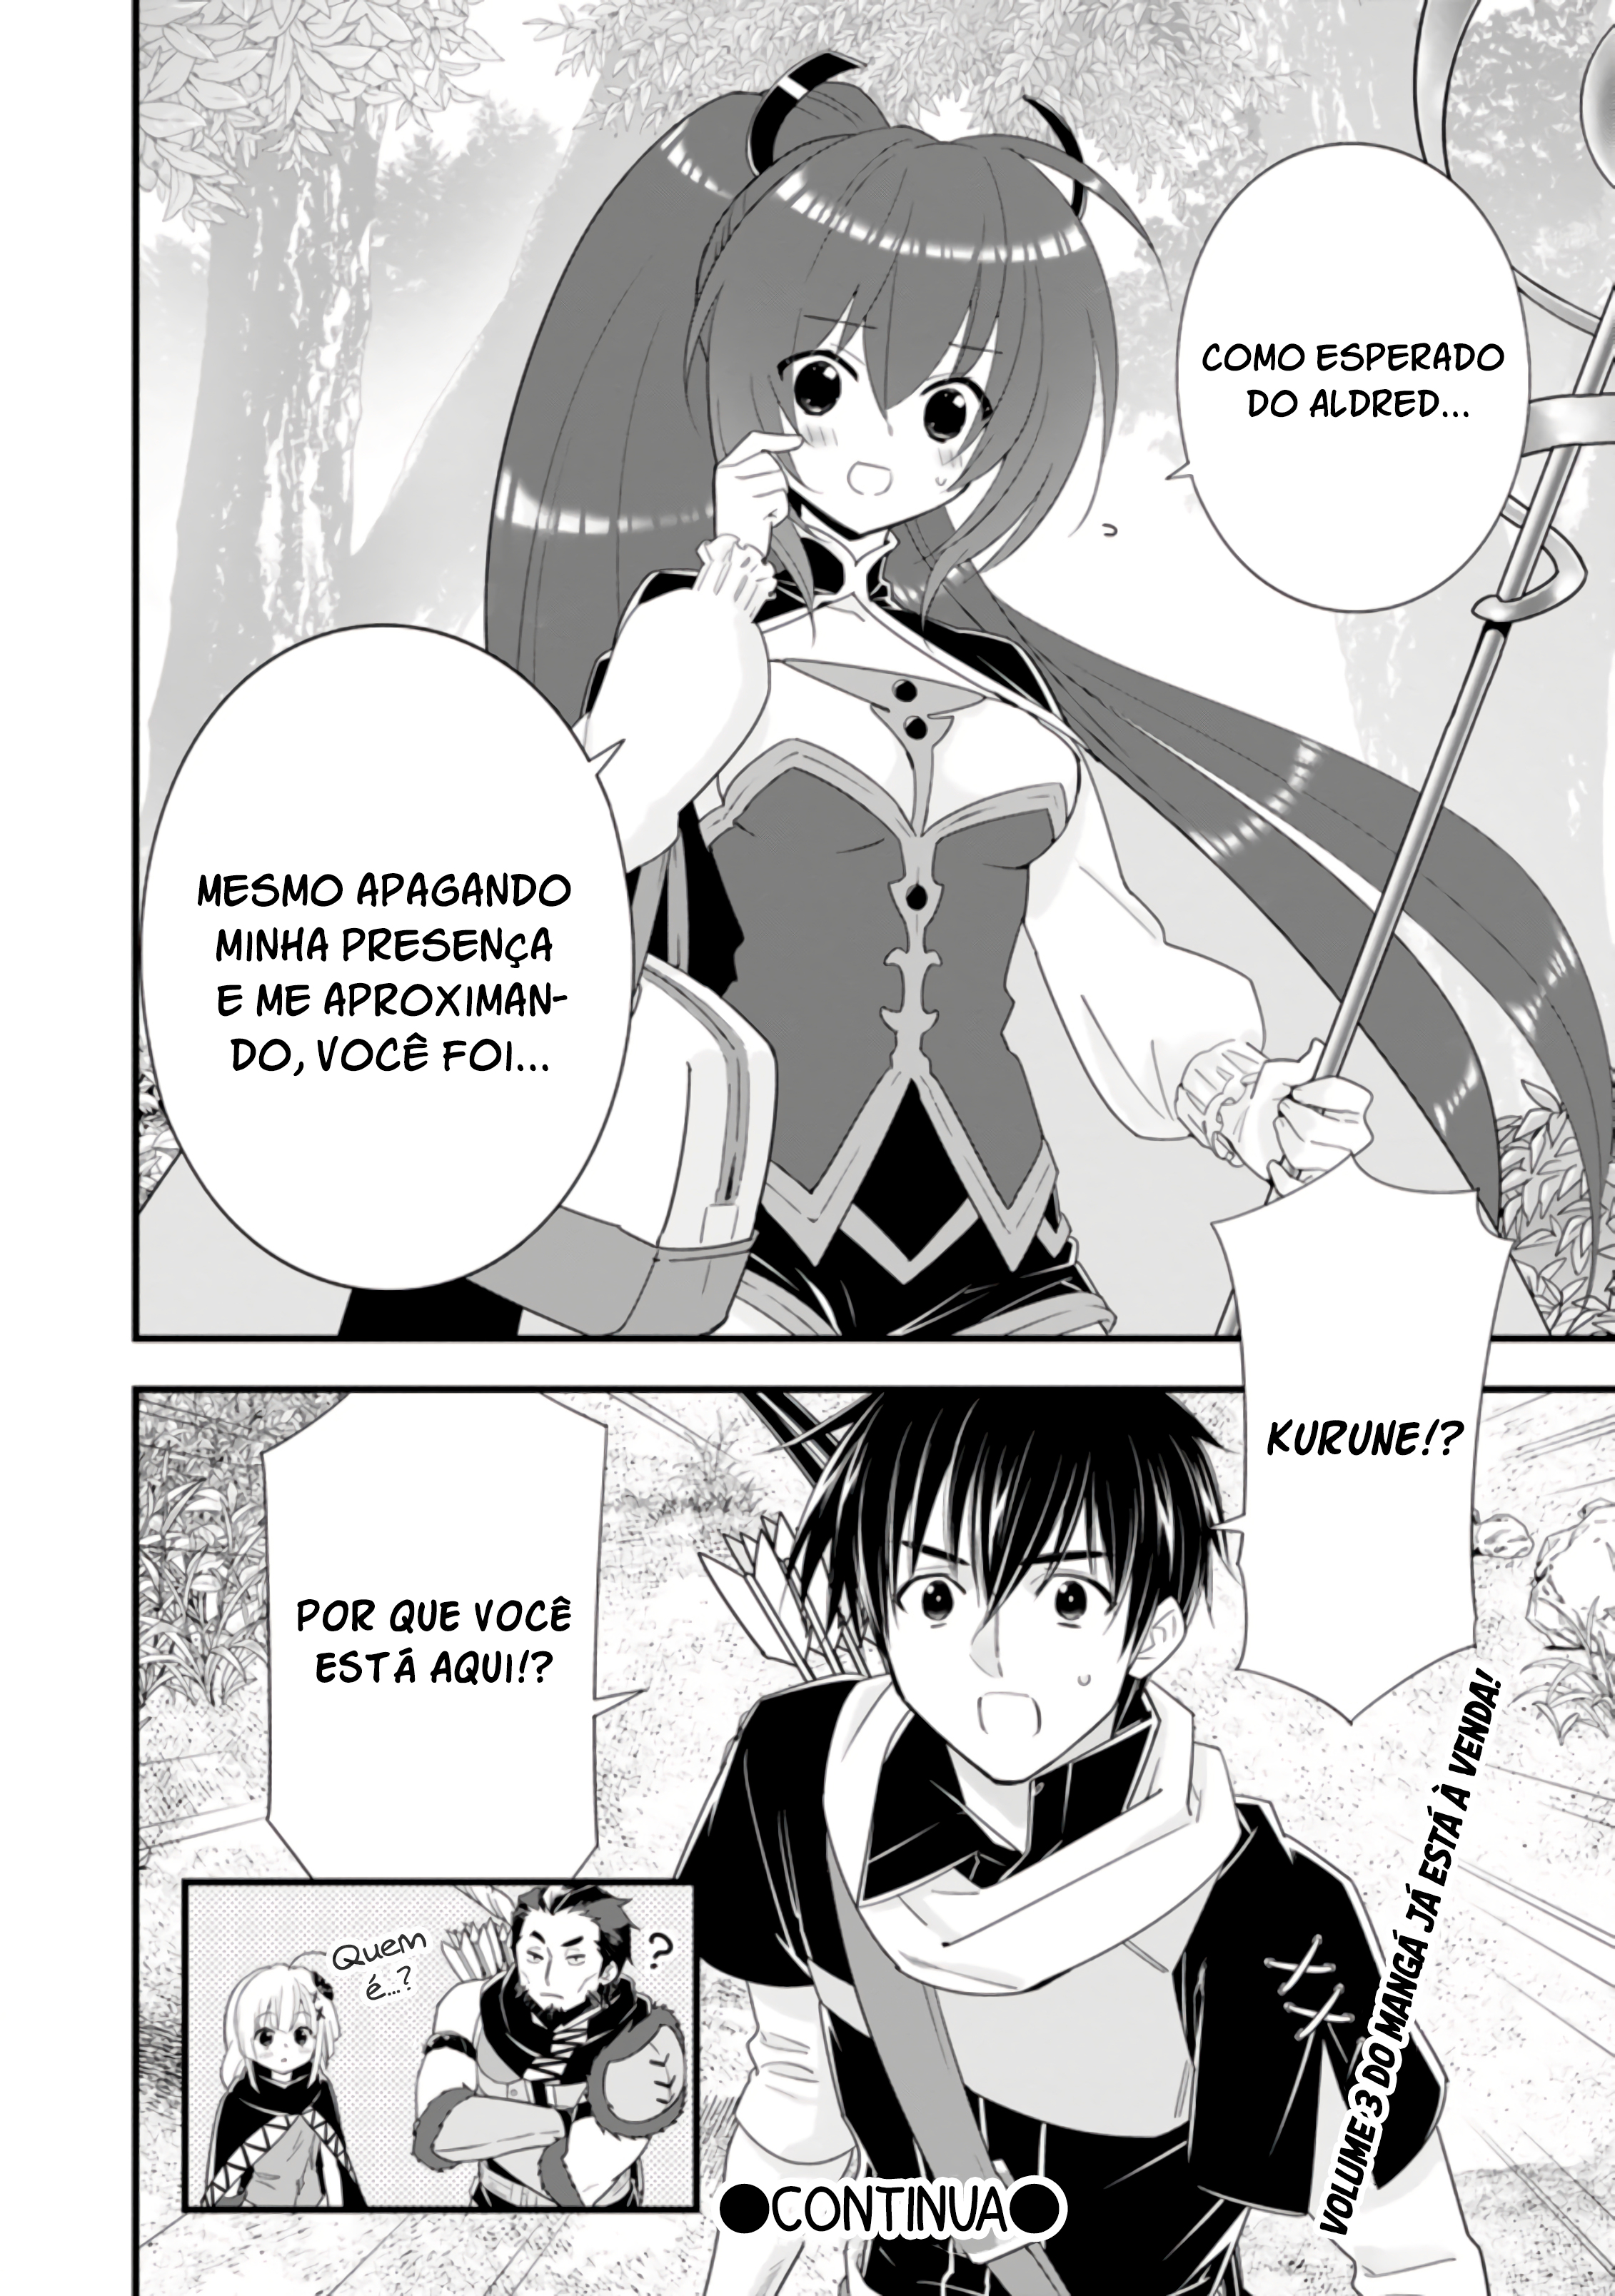 COMO ESPERADO
DO ALDRED...
MESMO APAGANDO
MINHA PRESENÇA
E ME APROXIMAN-
DO, VOCÊ FOI...
KURUNE!?
POR QUE VOCÊ
ESTÁ AQUI!?
Quem
é...?
?
VOLUME 3 DO MANGÁ JÁ ESTÁ À VENDA!
●CONTINUA●